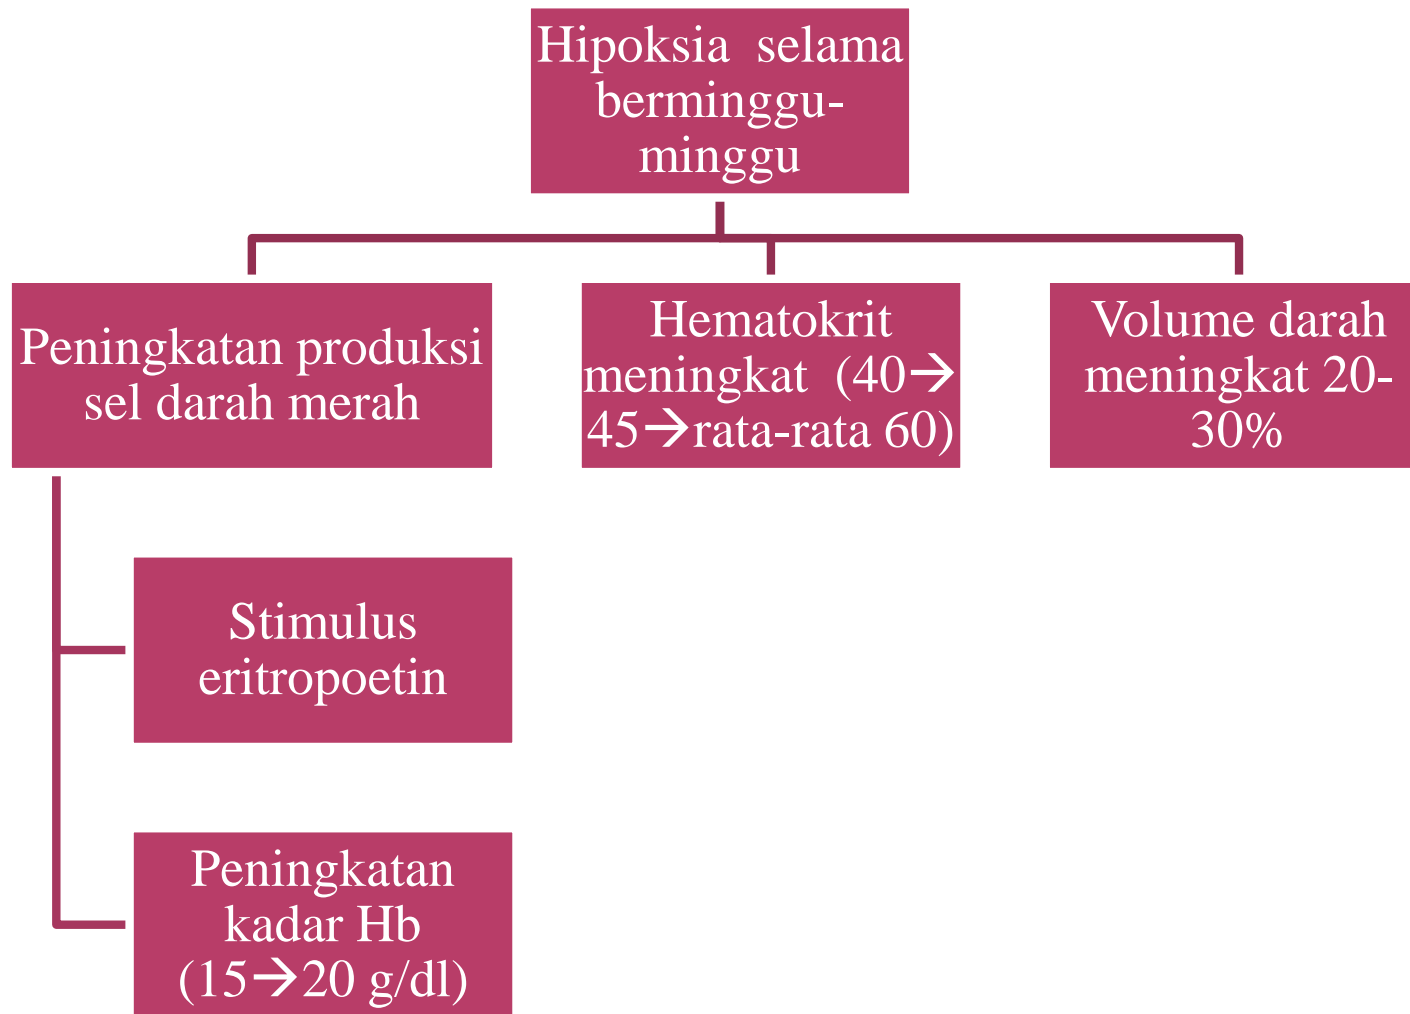 Hipoksia selama
berminggu-
minggu
Peningkatan produksi
sel darah merah
Hematokrit
meningkat (40→
45→rata-rata 60)
Volume darah
meningkat 20-
30%
Stimulus
eritropoetin
Peningkatan
kadar Hb
(15→20 g/dl)